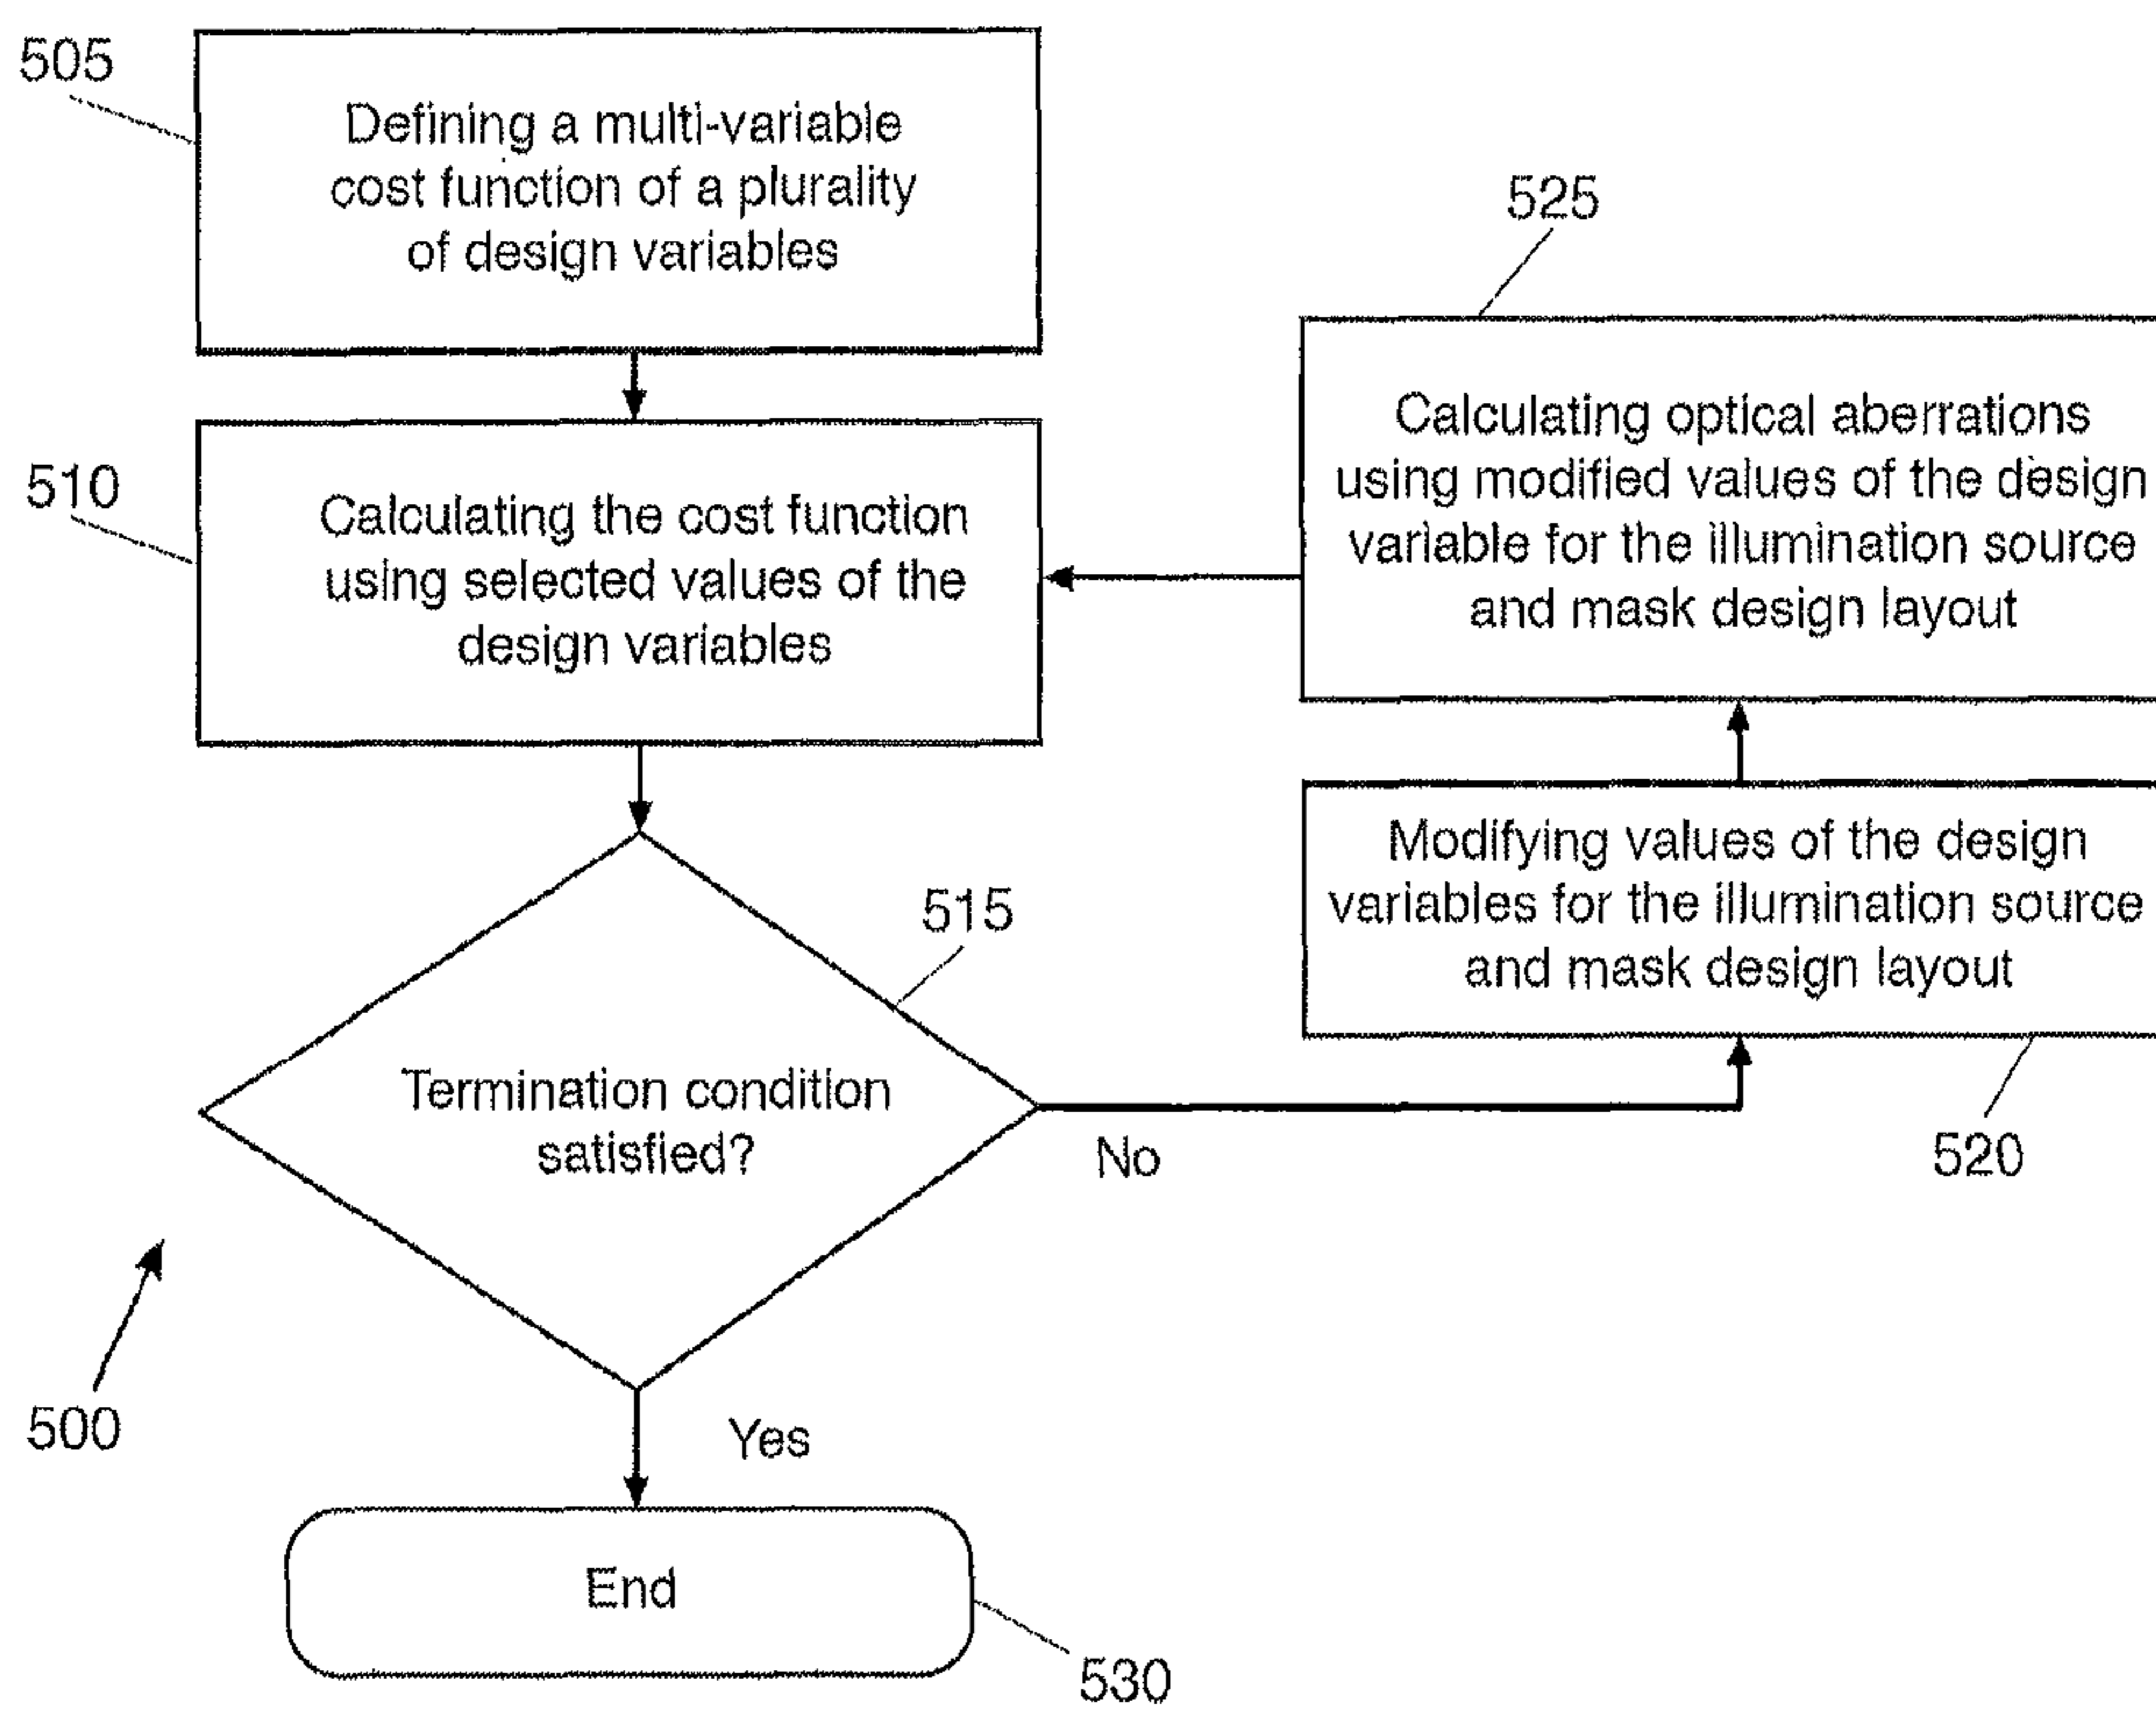 505
Defining a multi-variable
cost function of a plurality
of design variables
510
Calculating the cost function
using selected values of the
design variables
525
Calculating optical aberrations
using modified values of the design
variable for the illumination source
and mask design layout
Modifying values of the design
variables for the illumination source
and mask design layout
520
515
Termination condition
satisfied?
No
Yes
500
End
530